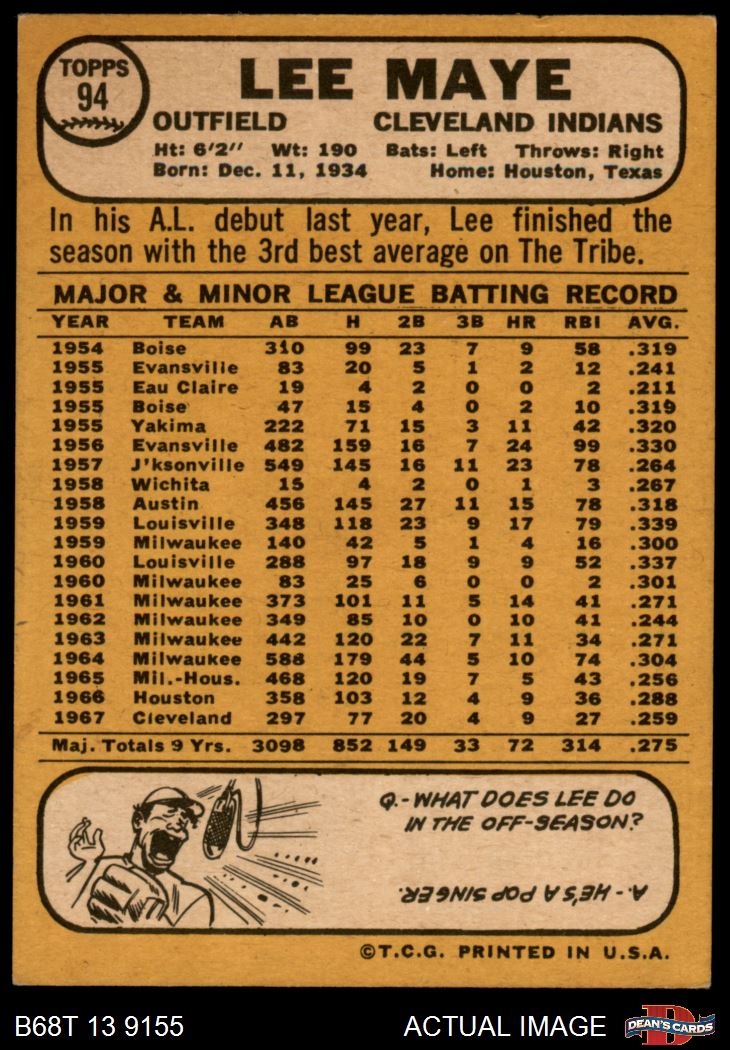 TOPPS
94
LEE MAYE
OUTFIELD CLEVELAND INDIANS
Ht: 6'2" Wt: 190 Bats: Left Throws: Right
Born: Dec. 11, 1934 Home: Houston, Texas
In his A.L. debut last year, Lee finished the
season with the 3rd best average on The Tribe.
MAJOR & MINOR LEAGUE BATTING RECORD
YEAR TEAM AB H 2B 3B HR RBI AVG.
1954 Boise 310 99 23 7 9 58 .319
1955 Evansville 83 20 5 1 2 12 .241
1955 Eau Claire 19 4 2 0 0 2 .211
1955 Boise 47 15 4 0 2 10 .319
1955 Yakima 222 71 15 3 11 42 .320
1956 Evansville 482 159 16 7 24 99 .330
1957 J'ksonville 549 145 16 11 23 78 .264
1958 Wichita 15 4 2 0 1 3 .267
1958 Austin 456 145 27 11 15 78 .318
1959 Louisville 348 118 23 9 17 79 .339
1959 Milwaukee 140 42 5 1 4 16 .300
1960 Louisville 288 97 18 9 9 52 .337
1960 Milwaukee 83 25 6 0 0 2 .301
1961 Milwaukee 373 101 11 5 14 41 .271
1962 Milwaukee 349 85 10 0 10 41 .244
1963 Milwaukee 442 120 22 7 11 34 .271
1964 Milwaukee 588 179 44 5 10 74 .304
1965 Mil.-Hous. 468 120 19 7 5 43 .256
1966 Houston 358 103 12 4 9 36 .288
1967 Cleveland 297 77 20 4 9 27 .259
Maj. Totals 9 Yrs. 3098 852 149 33 72 314 .275
Q.-WHAT DOES LEE DO
IN THE OFF-SEASON?
A.-HE'S A POP SINGER.
©T.C.G. PRINTED IN U.S.A.
B68T 13 9155 ACTUAL IMAGE D DEAN'S CARDS